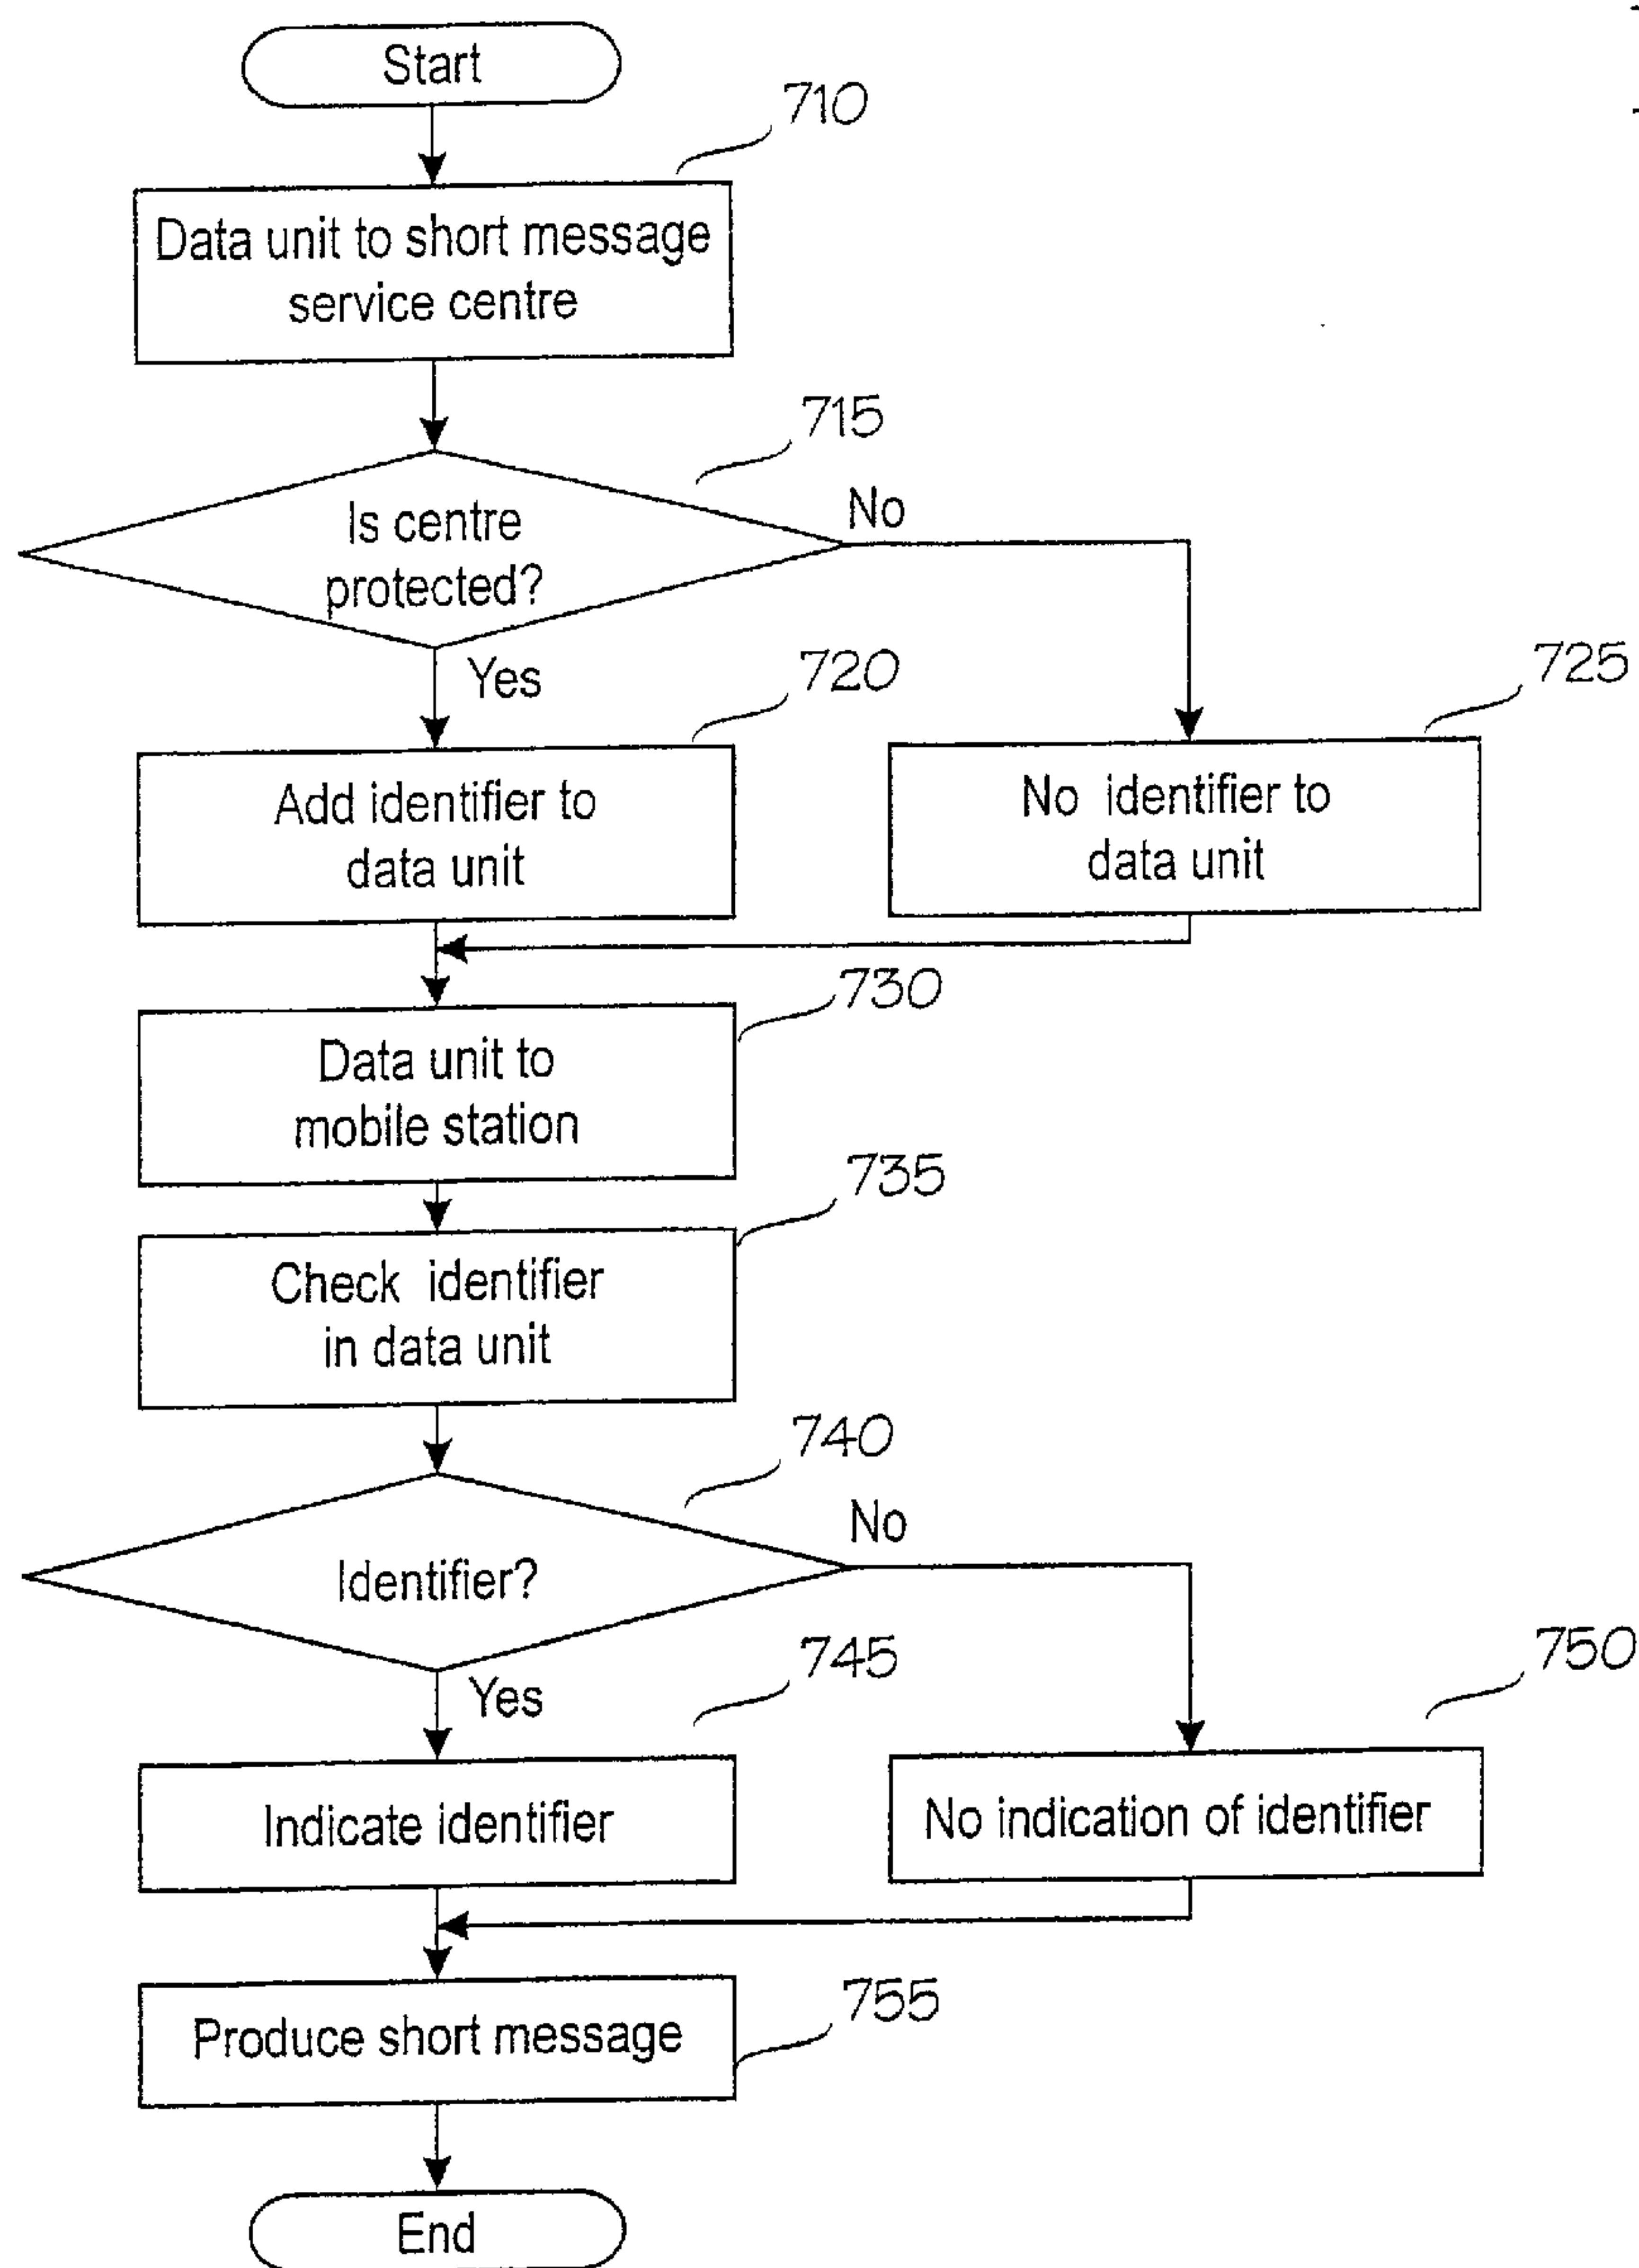 Start
710
Data unit to short message
service centre
715
Is centre
protected?
No
Yes
720
725
Add identifier to
data unit
No identifier to
data unit
730
Data unit to
mobile station
735
Check identifier
in data unit
740
Identifier?
No
Yes
745
750
Indicate identifier
No indication of identifier
755
Produce short message
End